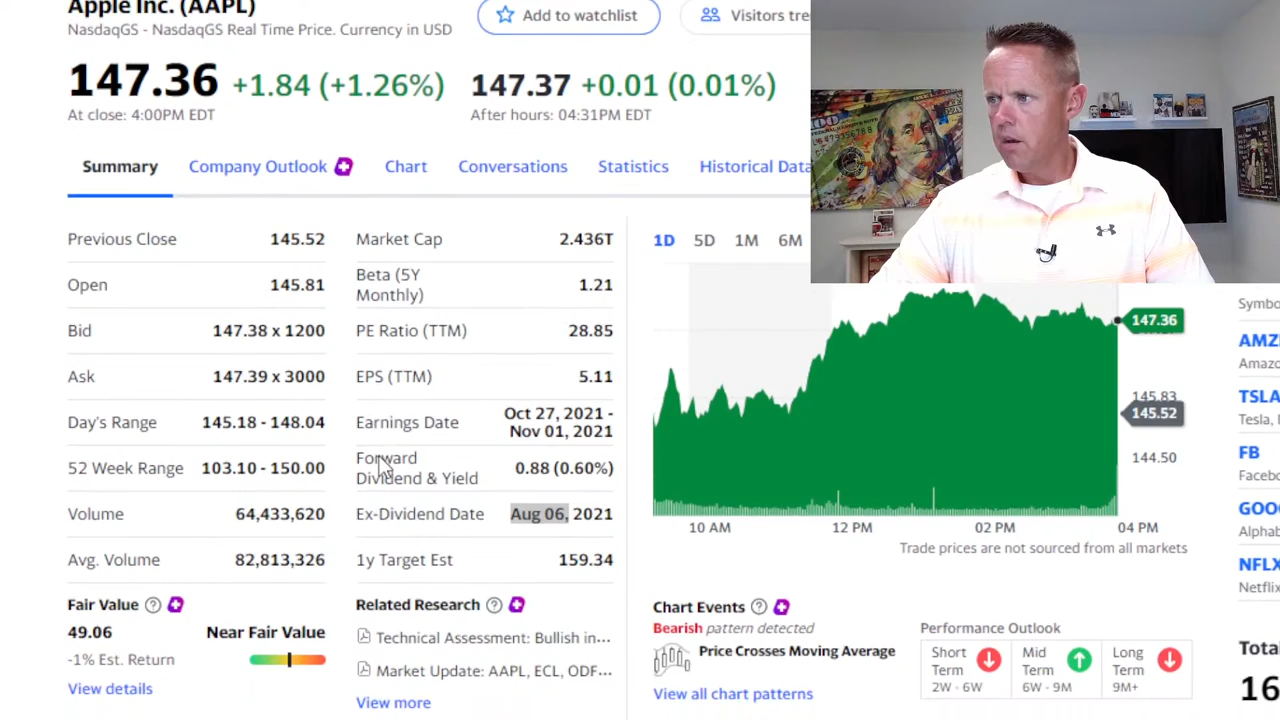 Apple Inc. (AAPL)
NasdaqGS - NasdaqGS Real Time Price. Currency in USD
Add to watchlist
Visitors tre
147.36 +1.84 (+1.26%)
At close: 4:00PM EDT
147.37 +0.01 (0.01%)
After hours: 04:31PM EDT
Summary Company Outlook Chart Conversations Statistics Historical Data
Previous Close 145.52
Open 145.81
Bid 147.38 x 1200
Ask 147.39 x 3000
Day's Range 145.18 - 148.04
52 Week Range 103.10 - 150.00
Volume 64,433,620
Avg. Volume 82,813,326
Market Cap 2.436T
Beta (5Y
Monthly) 1.21
PE Ratio (TTM) 28.85
EPS (TTM) 5.11
Earnings Date Oct 27, 2021 -
Nov 01, 2021
Forward
Dividend & Yield 0.88 (0.60%)
Ex-Dividend Date Aug 06, 2021
1y Target Est 159.34
1D 5D 1M 6M
147.36
145.83
145.52
144.50
10 AM 12 PM 02 PM 04 PM
Trade prices are not sourced from all markets
Fair Value
49.06 Near Fair Value
-1% Est. Return
View details
Related Research
Technical Assessment: Bullish in...
Market Update: AAPL, ECL, ODF...
View more
Chart Events
Bearish pattern detected
Price Crosses Moving Average
View all chart patterns
Performance Outlook
Short
Term
2W - 6W
Mid
Term
6W - 9M
Long
Term
9M+
Symbo
AMZ
Amazo
TSLA
Tesla, I
FB
Facebo
GOO
Alphab
NFLX
Netflix
Tota
16